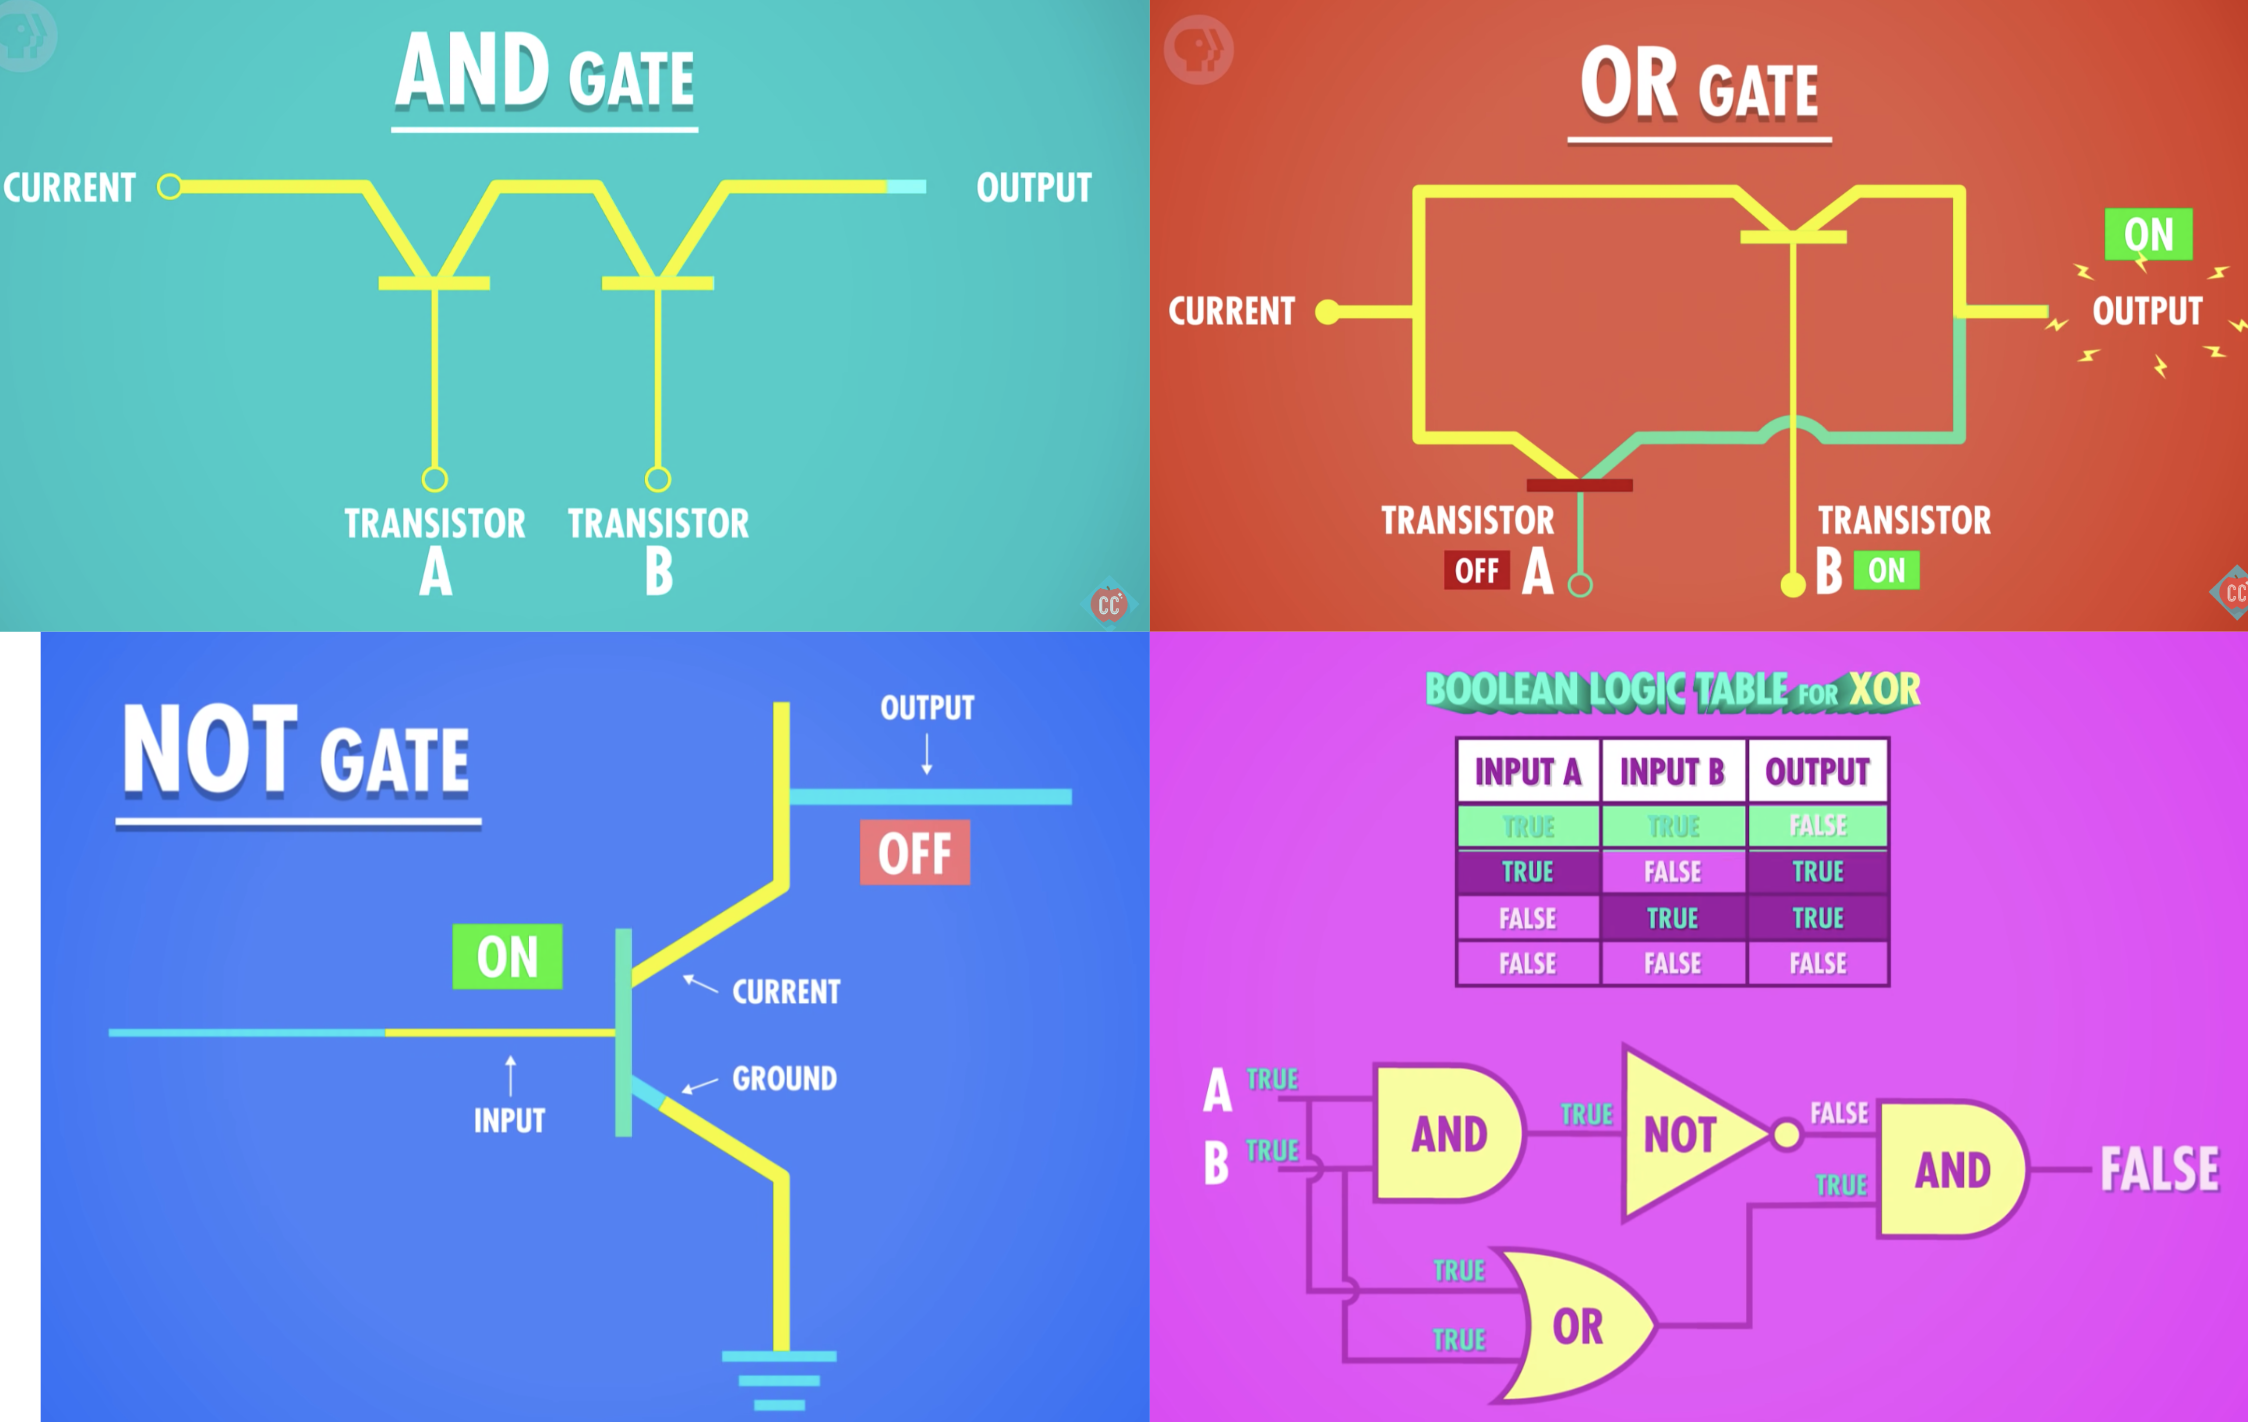 AND GATE
CURRENT
OUTPUT
TRANSISTOR A
TRANSISTOR B
CC
OR GATE
CURRENT
ON
OUTPUT
TRANSISTOR
OFF A
TRANSISTOR
B ON
CC
NOT GATE
OUTPUT
OFF
ON
CURRENT
INPUT
GROUND
BOOLEAN LOGIC TABLE FOR XOR
INPUT A INPUT B OUTPUT
TRUE TRUE FALSE
TRUE FALSE TRUE
FALSE TRUE TRUE
FALSE FALSE FALSE
A TRUE
B TRUE
AND
TRUE
NOT
FALSE
TRUE
AND
FALSE
TRUE
TRUE
OR